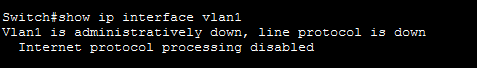 Switch#show ip interface vlan1
Vlan1 is administratively down, line protocol is down
  Internet protocol processing disabled